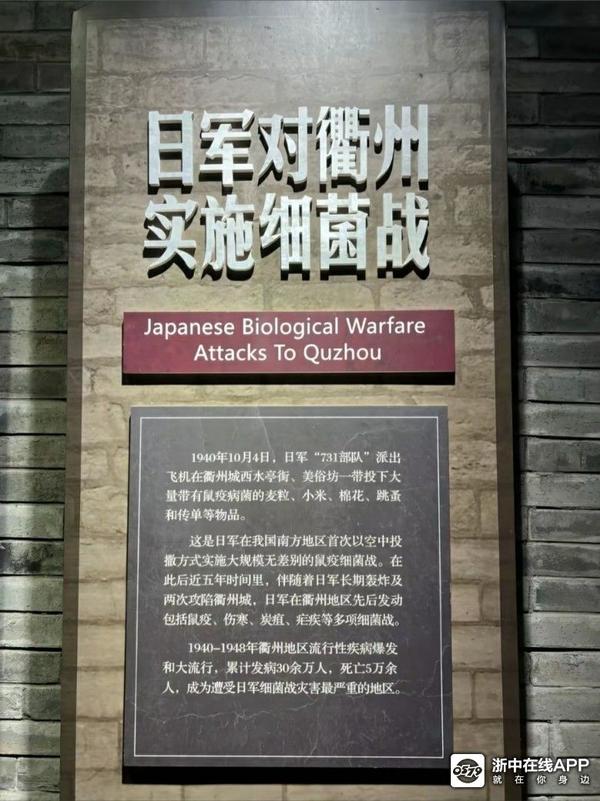 日军对衢州
实施细菌战
Japanese Biological Warfare
Attacks To Quzhou
1940年10月4日，日军“731部队”派出
飞机在衢州城西水亭街、美俗坊一带投下大
量带有鼠疫病菌的麦粒、小米、棉花、跳蚤
和传单等物品。
这是日军在我国南方地区首次以空中投
撒方式实施大规模无差别的鼠疫细菌战。在
此后近五年时间里，伴随着日军长期轰炸及
两次攻陷衢州城，日军在衢州地区先后发动
包括鼠疫、伤寒、炭疽、疟疾等多项细菌战。
1940-1948年衢州地区流行性疾病爆发
和大流行，累计发病30余万人，死亡5万余
人，成为遭受日军细菌战灾害最严重的地区。
0570
浙中在线APP
就在你身边